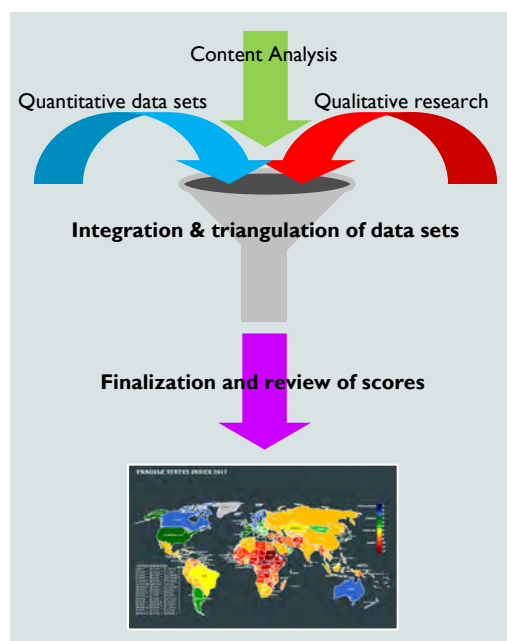 Content Analysis
Quantitative data sets
Qualitative research
Integration & triangulation of data sets
Finalization and review of scores
FRAGILE STATES INDEX 2017